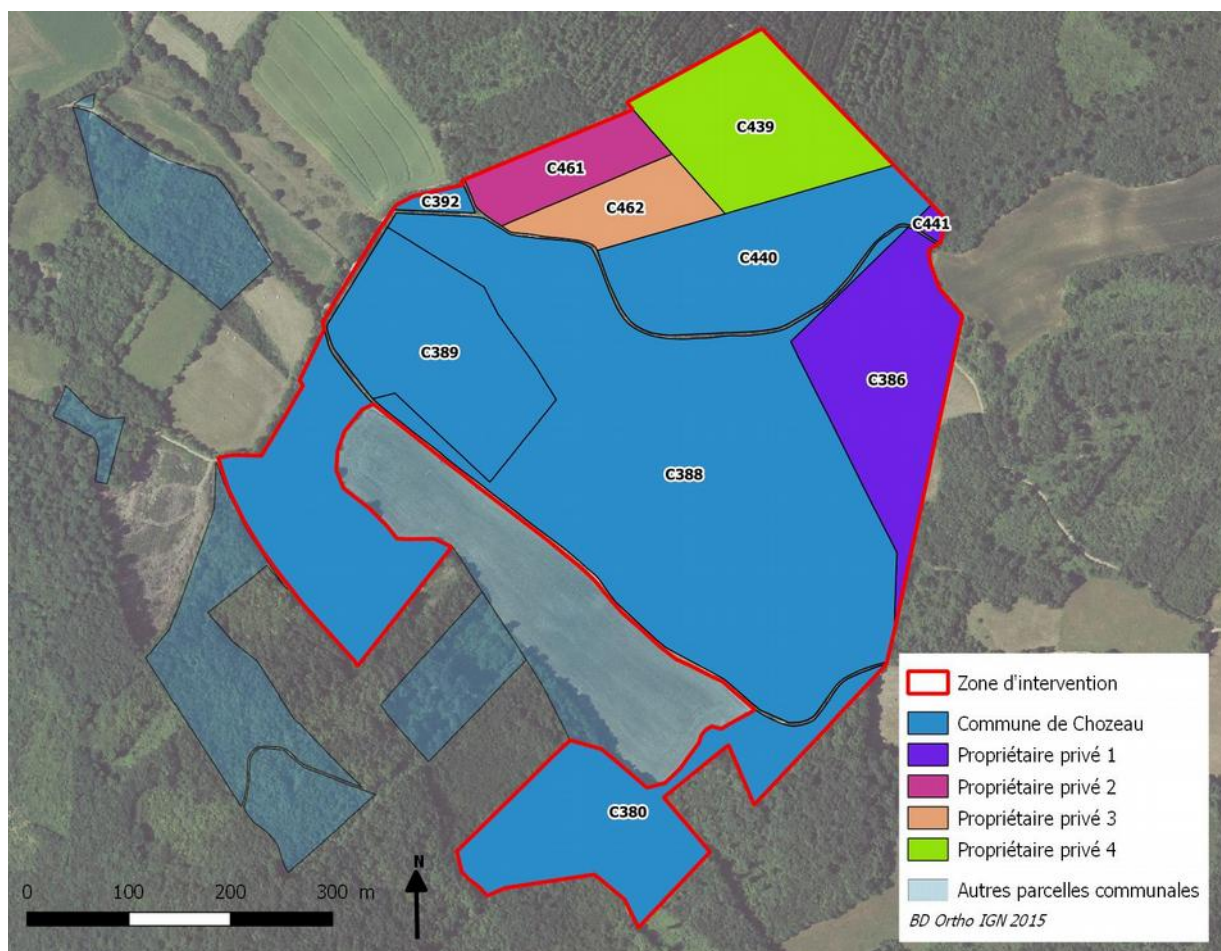 C439
C461
C392
C462
C441
C440
C389
C386
C388
C380
Zone d'intervention
Commune de Chozeau
Propriétaire privé 1
Propriétaire privé 2
Propriétaire privé 3
Propriétaire privé 4
Autres parcelles communales
BD Ortho IGN 2015
N
0 100 200 300 m